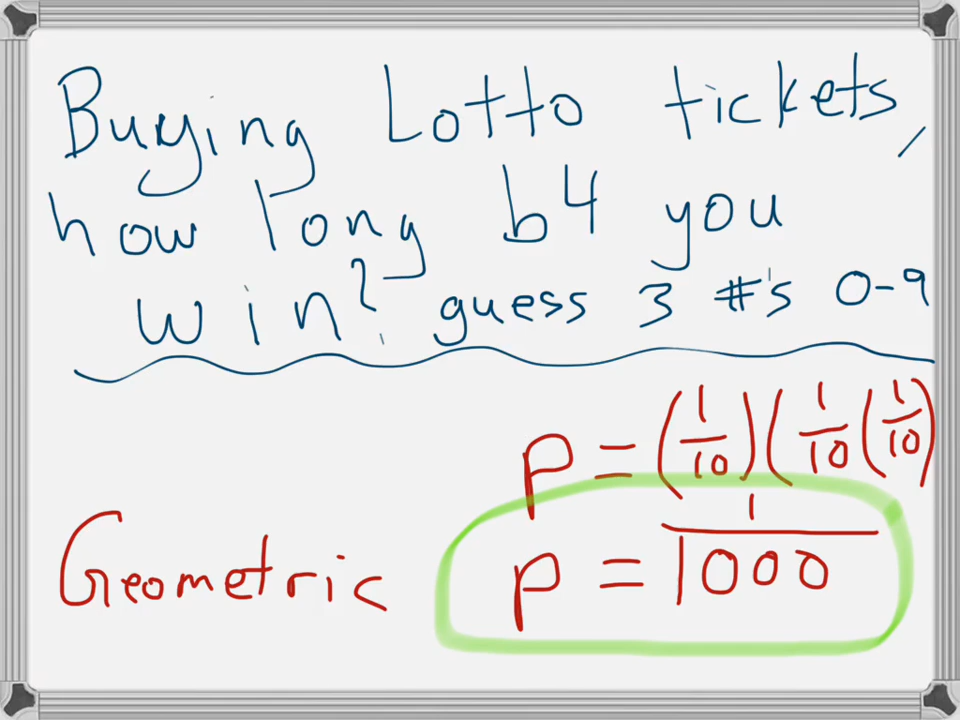 Buying Lotto tickets,
how long b4 you
win? guess 3 #'s 0-9
p = (1/10)(1/10(1/10)
Geometric p = 1/1000